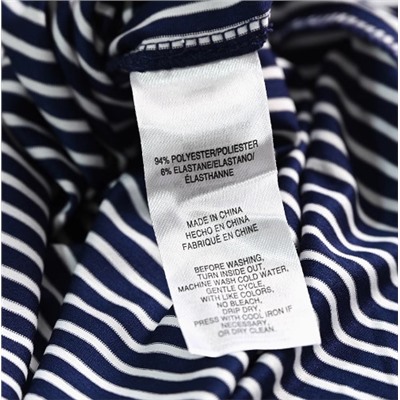 94% POLYESTER/POLIESTER
6% ELASTANE/ELASTANO/
ÉLASTHANNE
MADE IN CHINA
HECHO EN CHINA
FABRIQUÉ EN CHINE
BEFORE WASHING,
TURN INSIDE OUT,
MACHINE WASH COLD WATER,
GENTLE CYCLE,
WITH LIKE COLORS,
NO BLEACH,
DRIP DRY,
PRESS WITH COOL IRON IF
NECESSARY,
OR DRY CLEAN.